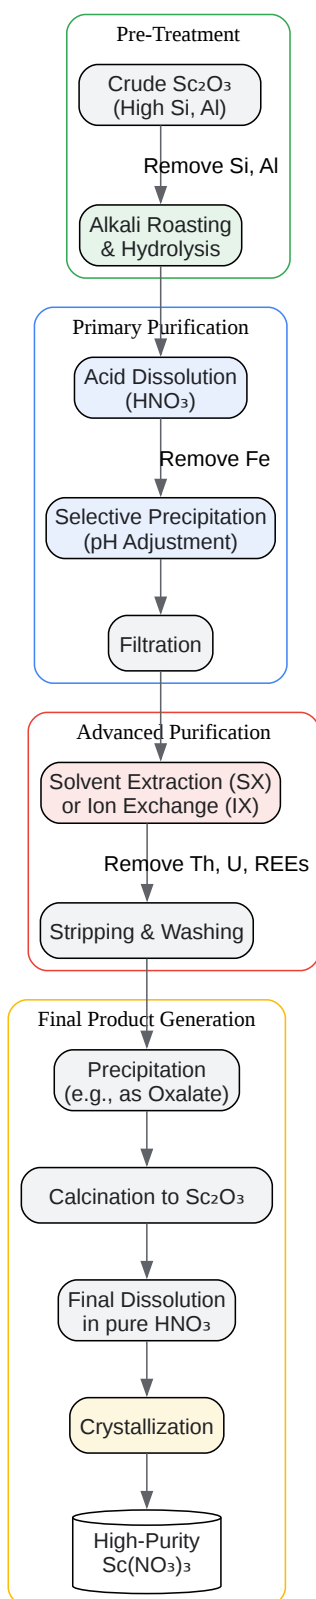 Pre-Treatment
Crude Sc₂O₃
(High Si, Al)
Remove Si, Al
Alkali Roasting
& Hydrolysis
Primary Purification
Acid Dissolution
(HNO₃)
Remove Fe
Selective Precipitation
(pH Adjustment)
Filtration
Advanced Purification
Solvent Extraction (SX)
or Ion Exchange (IX)
Remove Th, U, REEs
Stripping & Washing
Final Product Generation
Precipitation
(e.g., as Oxalate)
Calcination to Sc₂O₃
Final Dissolution
in pure HNO₃
Crystallization
High-Purity
Sc(NO₃)₃